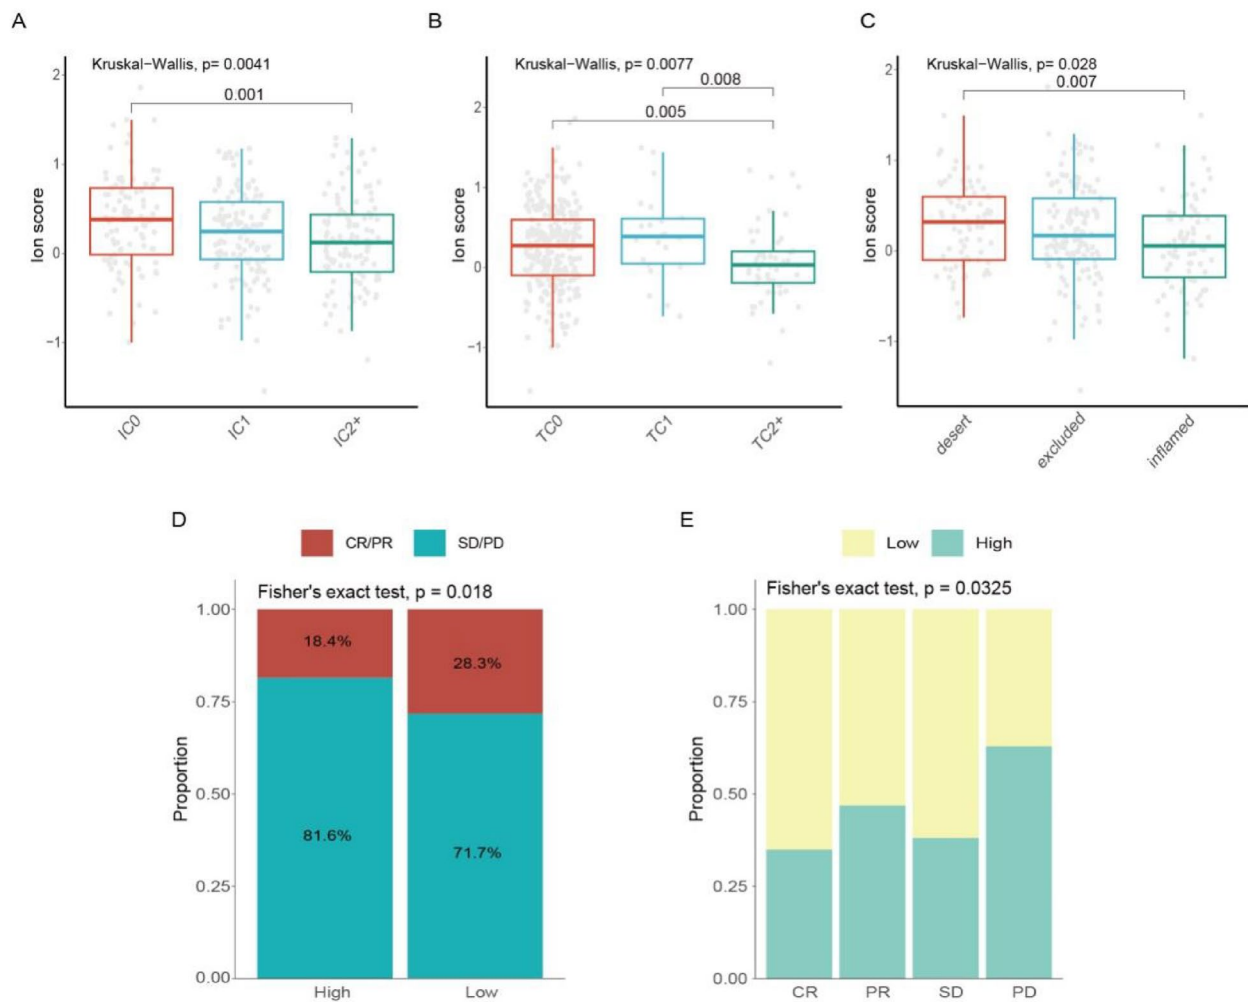 A
Kruskal-Wallis, p= 0.0041
0.001
2
1
0
-1
Ion score
IC0
IC1
IC2+
B
Kruskal-Wallis, p= 0.0077
0.008
0.005
2
1
0
-1
Ion score
TC0
TC1
TC2+
C
Kruskal-Wallis, p= 0.028
0.007
2
1
0
-1
Ion score
desert
excluded
inflamed
D
CR/PR
SD/PD
Fisher's exact test, p = 0.018
1.00
0.75
0.50
0.25
0.00
Proportion
18.4%
28.3%
81.6%
71.7%
High
Low
E
Low
High
Fisher's exact test, p = 0.0325
1.00
0.75
0.50
0.25
0.00
Proportion
CR
PR
SD
PD